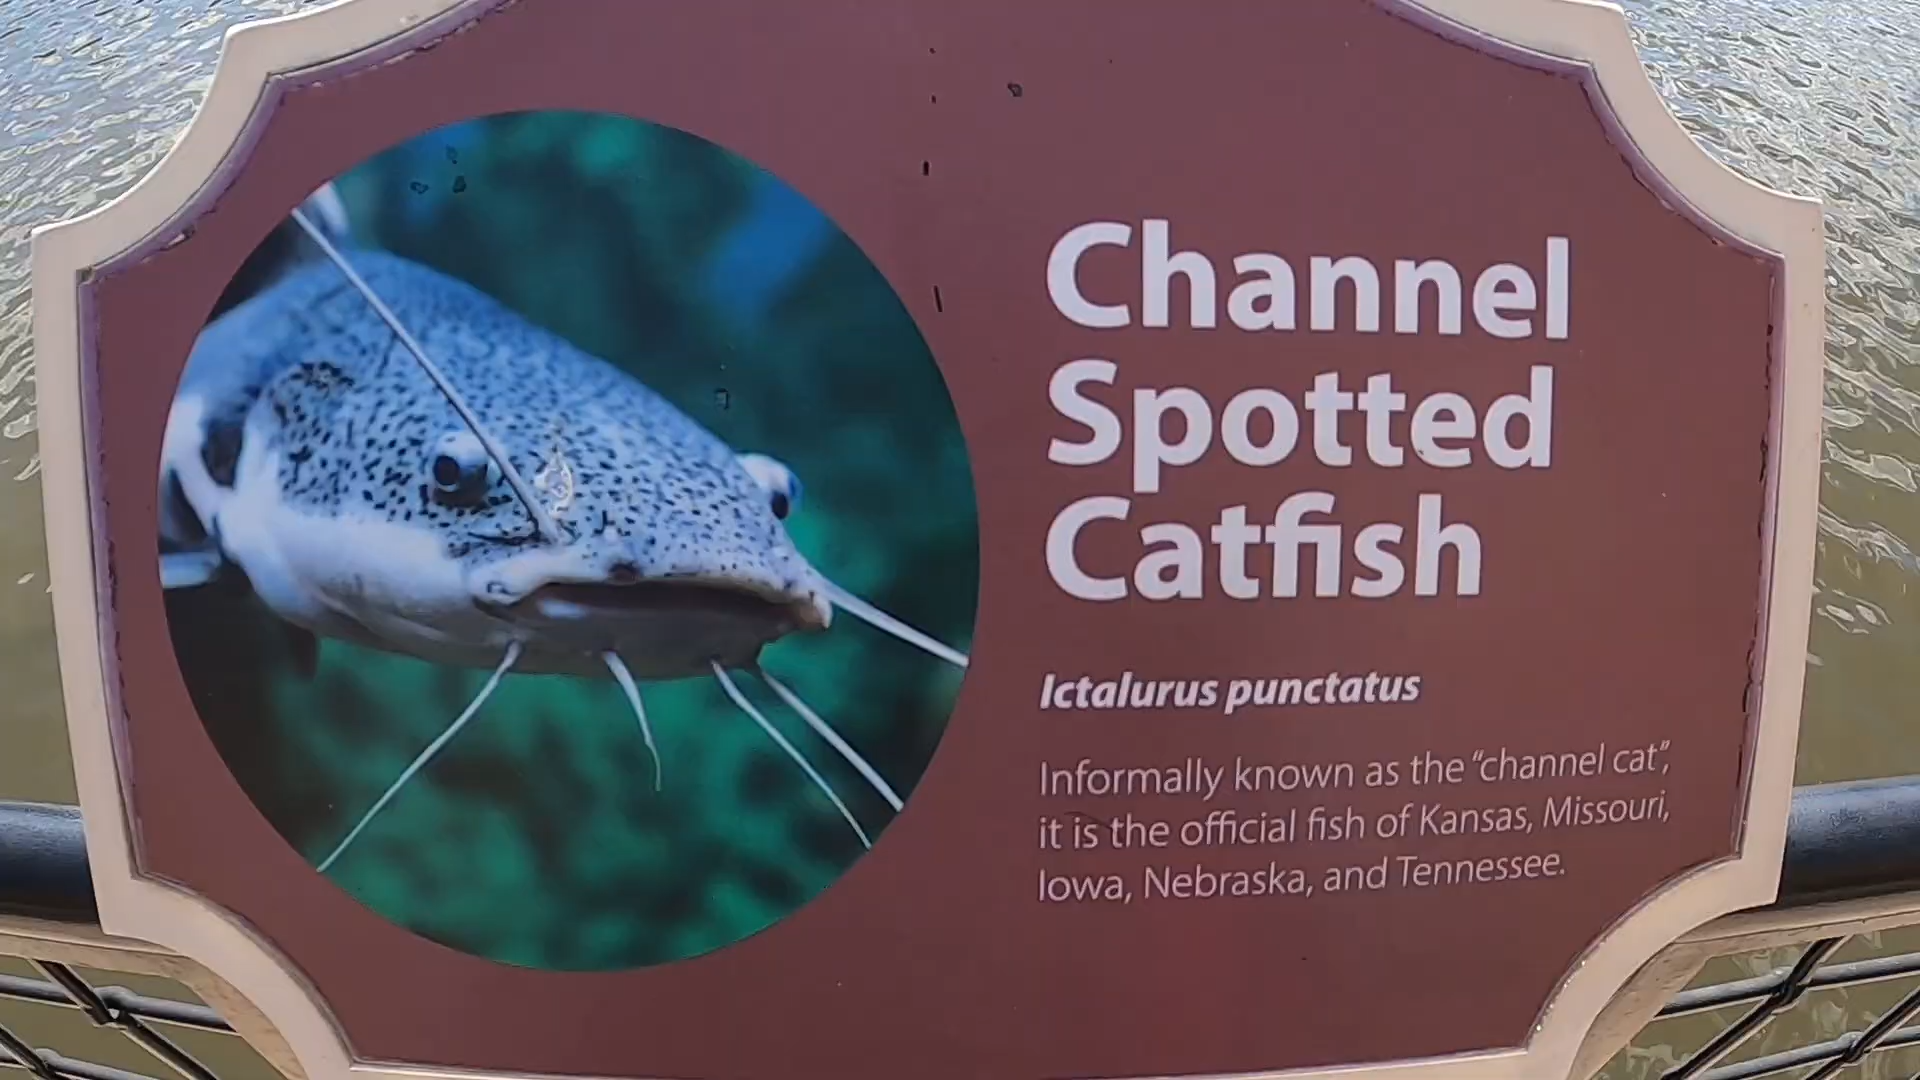 Channel
Spotted
Catfish
Ictalurus punctatus
Informally known as the “channel cat”,
it is the official fish of Kansas, Missouri,
Iowa, Nebraska, and Tennessee.